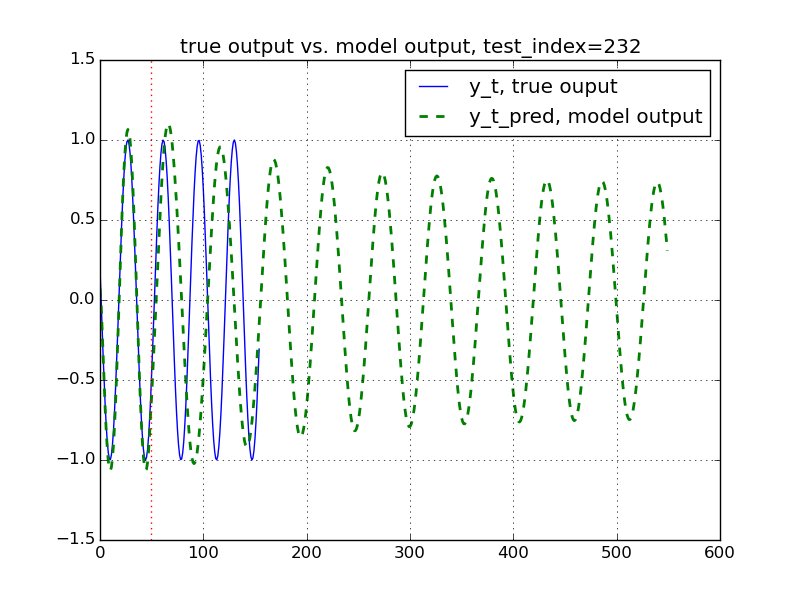 true output vs. model output, test_index=232
y_t, true ouput
y_t_pred, model output
1.5
1.0
0.5
0.0
−0.5
−1.0
−1.5
0 100 200 300 400 500 600